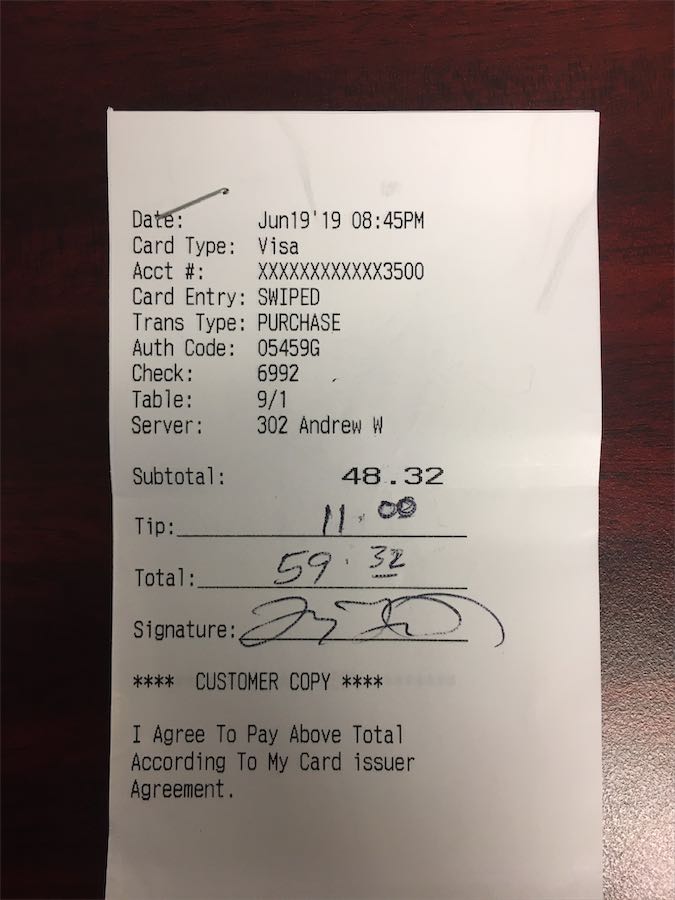 Date: Jun19'19 08:45PM
Card Type: Visa
Acct #: XXXXXXXXXXXX3500
Card Entry: SWIPED
Trans Type: PURCHASE
Auth Code: 05459G
Check: 6992
Table: 9/1
Server: 302 Andrew W
Subtotal: 48.32
Tip: 11.00
Total: 59.32
Signature:
**** CUSTOMER COPY ****
I Agree To Pay Above Total
According To My Card issuer
Agreement.